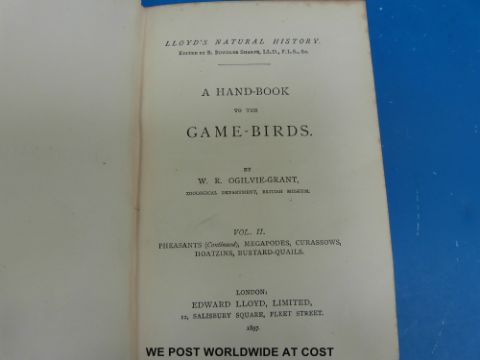 LLOYD'S NATURAL HISTORY.
EDITED BY R. BOWDLER SHARPE, LL.D., F.L.S., &c.
A HAND-BOOK
TO THE
GAME-BIRDS.
BY
W. R. OGILVIE-GRANT,
ZOOLOGICAL DEPARTMENT, BRITISH MUSEUM.
VOL. II.
PHEASANTS (Continued), MEGAPODES, CURASSOWS,
HOATZINS, BUSTARD-QUAILS.
LONDON:
EDWARD LLOYD, LIMITED,
12, SALISBURY SQUARE, FLEET STREET.
1897.
WE POST WORLDWIDE AT COST